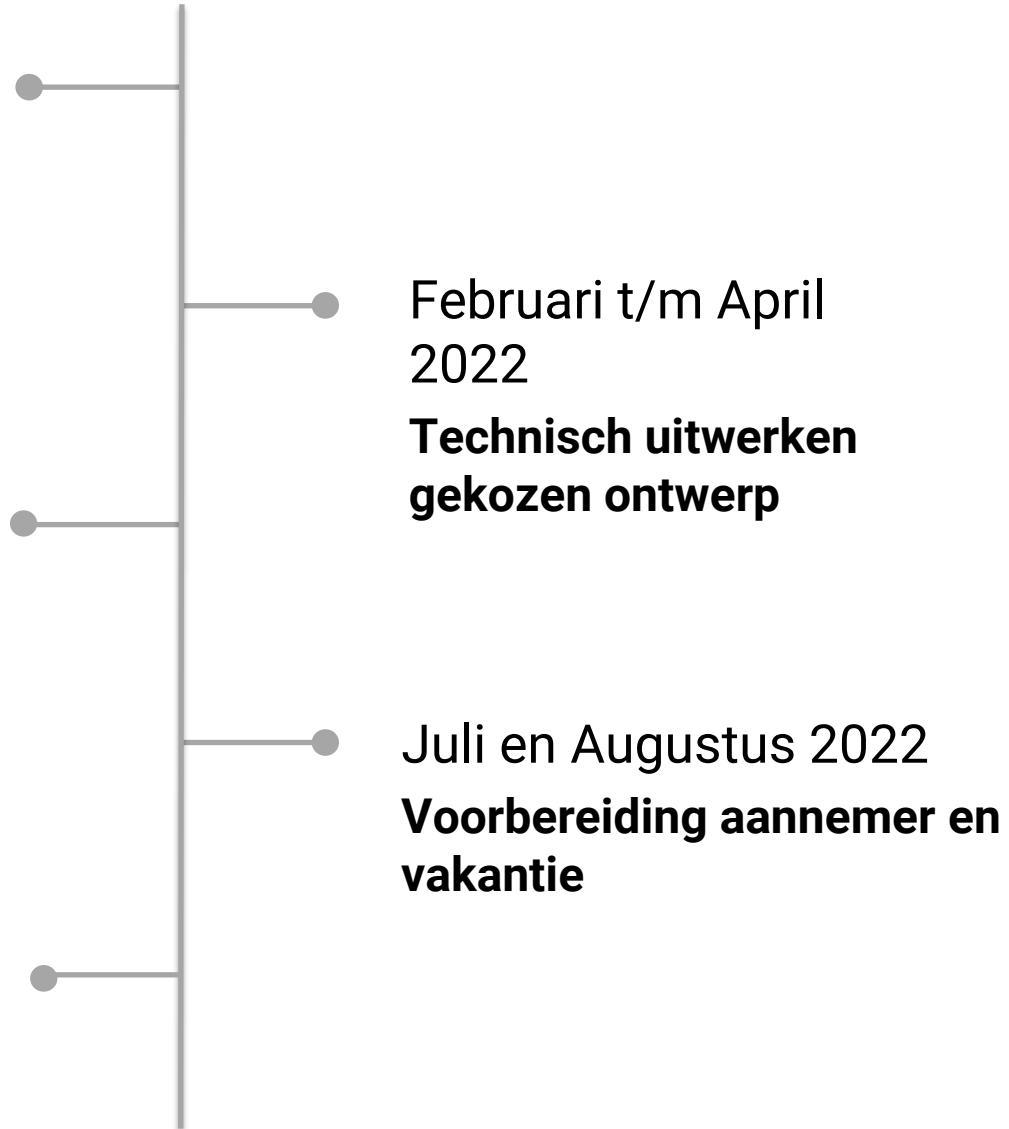 Februari t/m April
2022
Technisch uitwerken
gekozen ontwerp
Juli en Augustus 2022
Voorbereiding aannemer en
vakantie